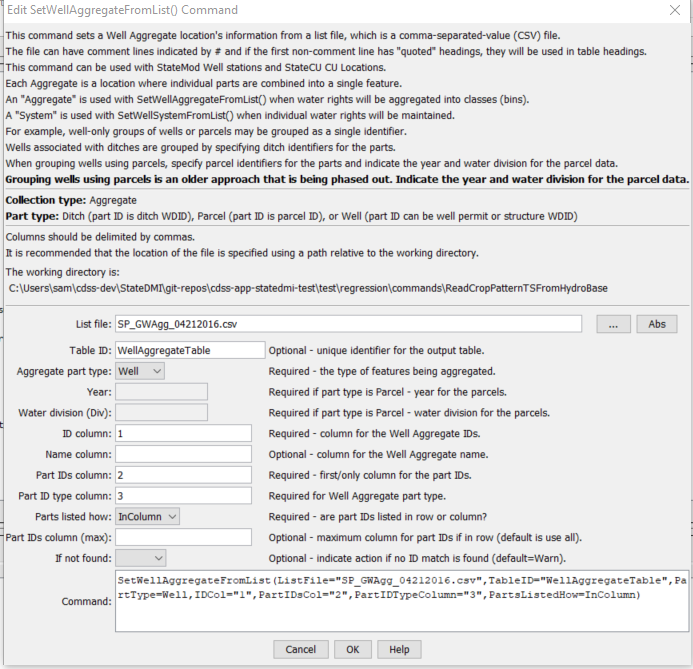 Edit SetWellAggregateFromList() Command
This command sets a Well Aggregate location's information from a list file, which is a comma-separated-value (CSV) file.
The file can have comment lines indicated by # and if the first non-comment line has "quoted" headings, they will be used in table headings.
This command can be used with StateMod Well stations and StateCU CU Locations.
Each Aggregate is a location where individual parts are combined into a single feature.
An "Aggregate" is used with SetWellAggregateFromList() when water rights will be aggregated into classes (bins).
A "System" is used with SetWellSystemFromList() when individual water rights will be maintained.
For example, well-only groups of wells or parcels may be grouped as a single identifier.
Wells associated with ditches are grouped by specifying ditch identifiers for the parts.
When grouping wells using parcels, specify parcel identifiers for the parts and indicate the year and water division for the parcel data.
Grouping wells using parcels is an older approach that is being phased out. Indicate the year and water division for the parcel data.
Collection type: Aggregate
Part type: Ditch (part ID is ditch WDID), Parcel (part ID is parcel ID), or Well (part ID can be well permit or structure WDID)
Columns should be delimited by commas.
It is recommended that the location of the file is specified using a path relative to the working directory.
The working directory is:
C:\Users\sam\cdss-dev\StateDMI\git-repos\cdss-app-statedmi-test\test\regression\commands\ReadCropPatternTSFromHydroBase
List file: SP_GWAgg_04212016.csv ... Abs
Table ID: WellAggregateTable Optional - unique identifier for the output table.
Aggregate part type: Well Required - the type of features being aggregated.
Year: Required if part type is Parcel - year for the parcels.
Water division (Div): Required if part type is Parcel - water division for the parcels.
ID column: 1 Required - column for the Well Aggregate IDs.
Name column: Optional - column for the Well Aggregate name.
Part IDs column: 2 Required - first/only column for the part IDs.
Part ID type column: 3 Required for Well Aggregate part type.
Parts listed how: InColumn Required - are part IDs listed in row or column?
Part IDs column (max): Optional - maximum column for part IDs if in row (default is use all).
If not found: Optional - indicate action if no ID match is found (default=Warn).
Command: SetWellAggregateFromList(ListFile="SP_GWAgg_04212016.csv",TableID="WellAggregateTable",Pa
rtType=Well,IDCol="1",PartIDsCol="2",PartIDTypeColumn="3",PartsListedHow=InColumn)
Cancel OK Help